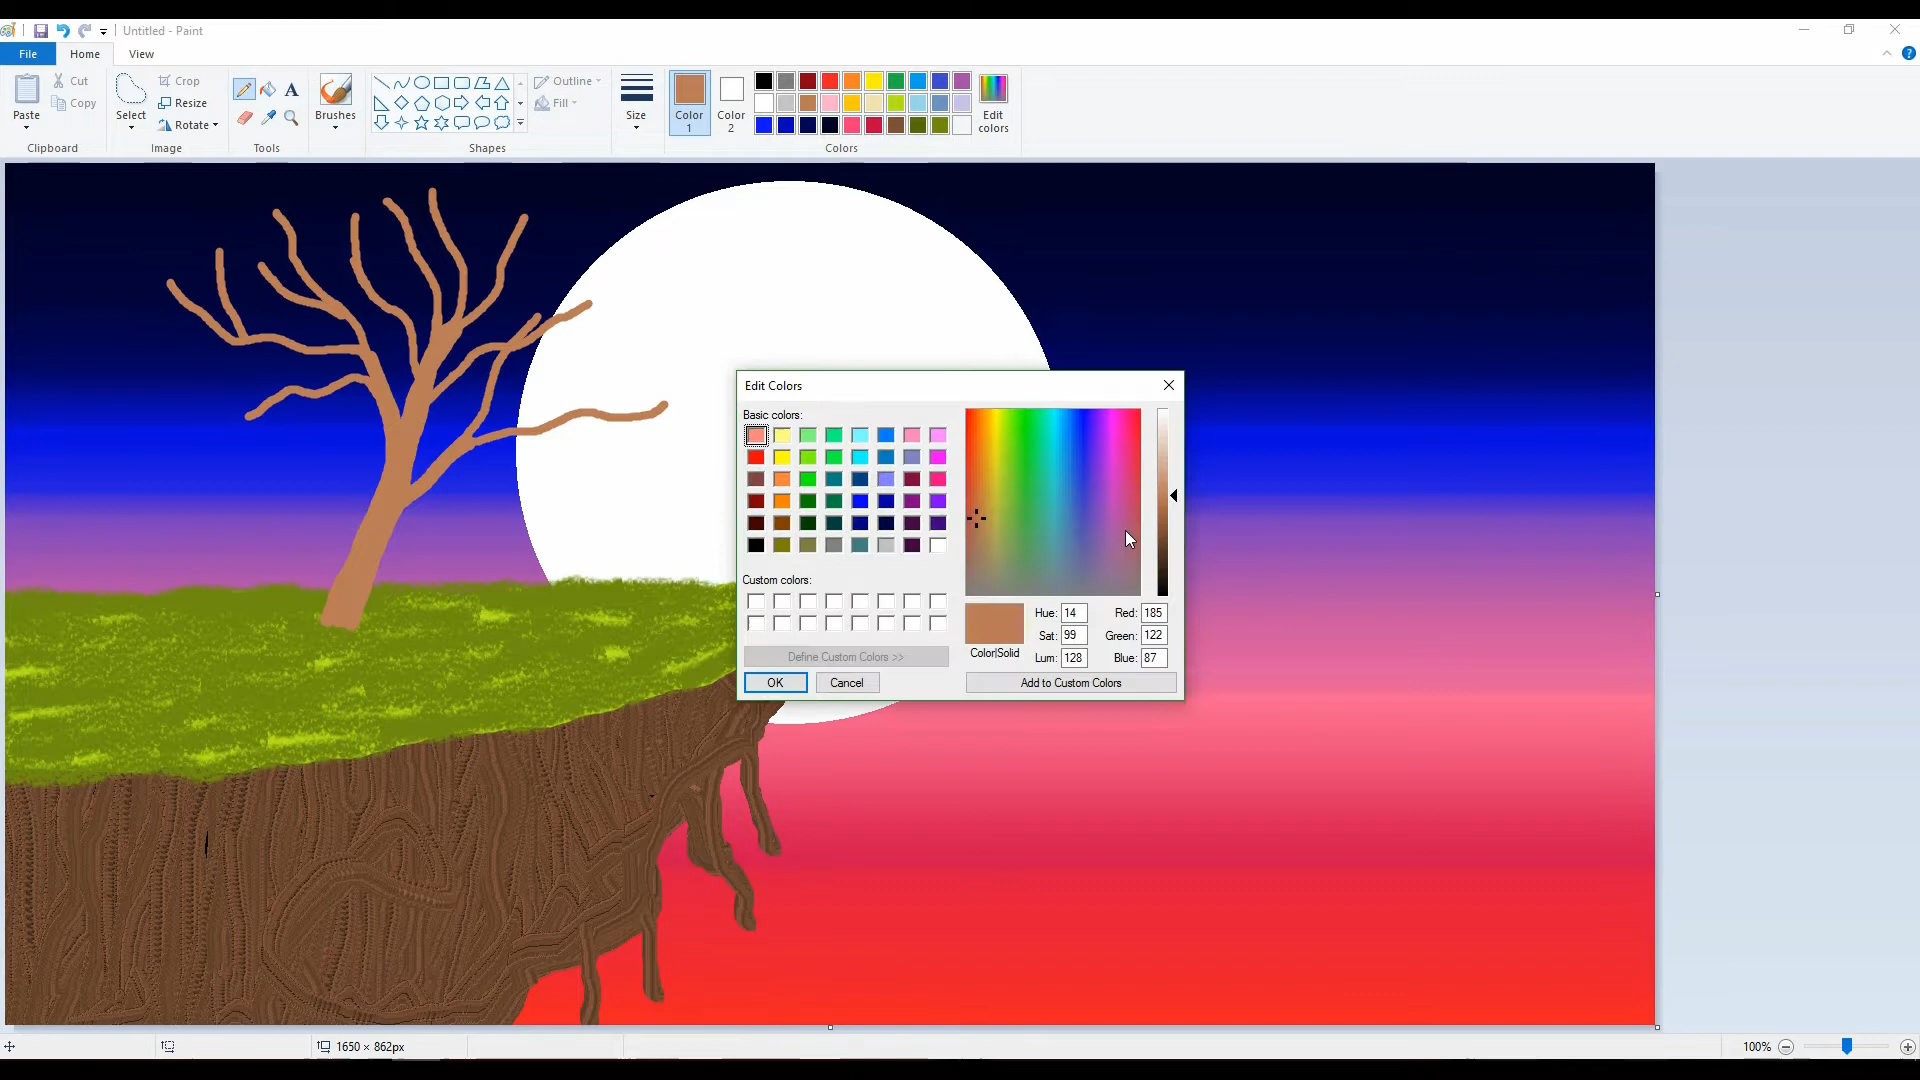 Untitled - Paint
File Home View
Paste
Cut
Copy
Clipboard
Select
Crop
Resize
Rotate
Image
Tools
Brushes
Shapes
Outline
Fill
Size
Color
1
Color
2
Edit
colors
Colors
Edit Colors
Basic colors:
Custom colors:
Define Custom Colors >>
OK Cancel
Color|Solid
Hue: 14 Red: 185
Sat: 99 Green: 122
Lum: 128 Blue: 87
Add to Custom Colors
1650 × 862px
100%